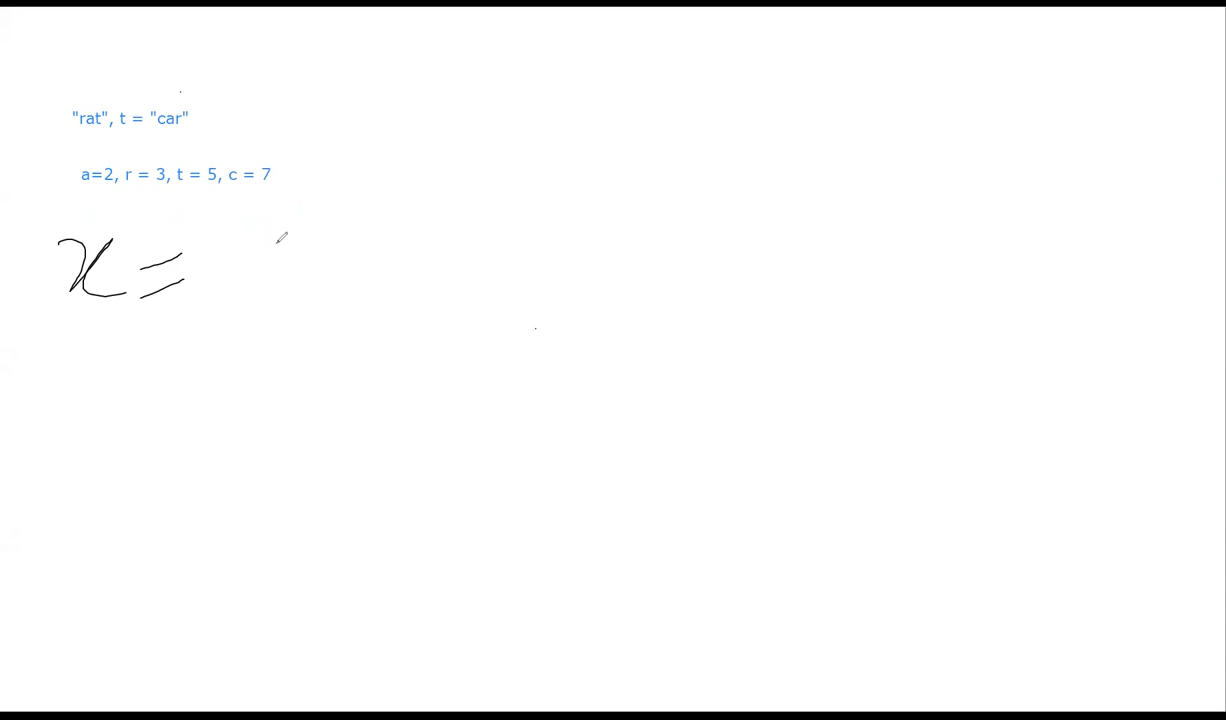 "rat", t = "car"
a=2, r = 3, t = 5, c = 7
x =